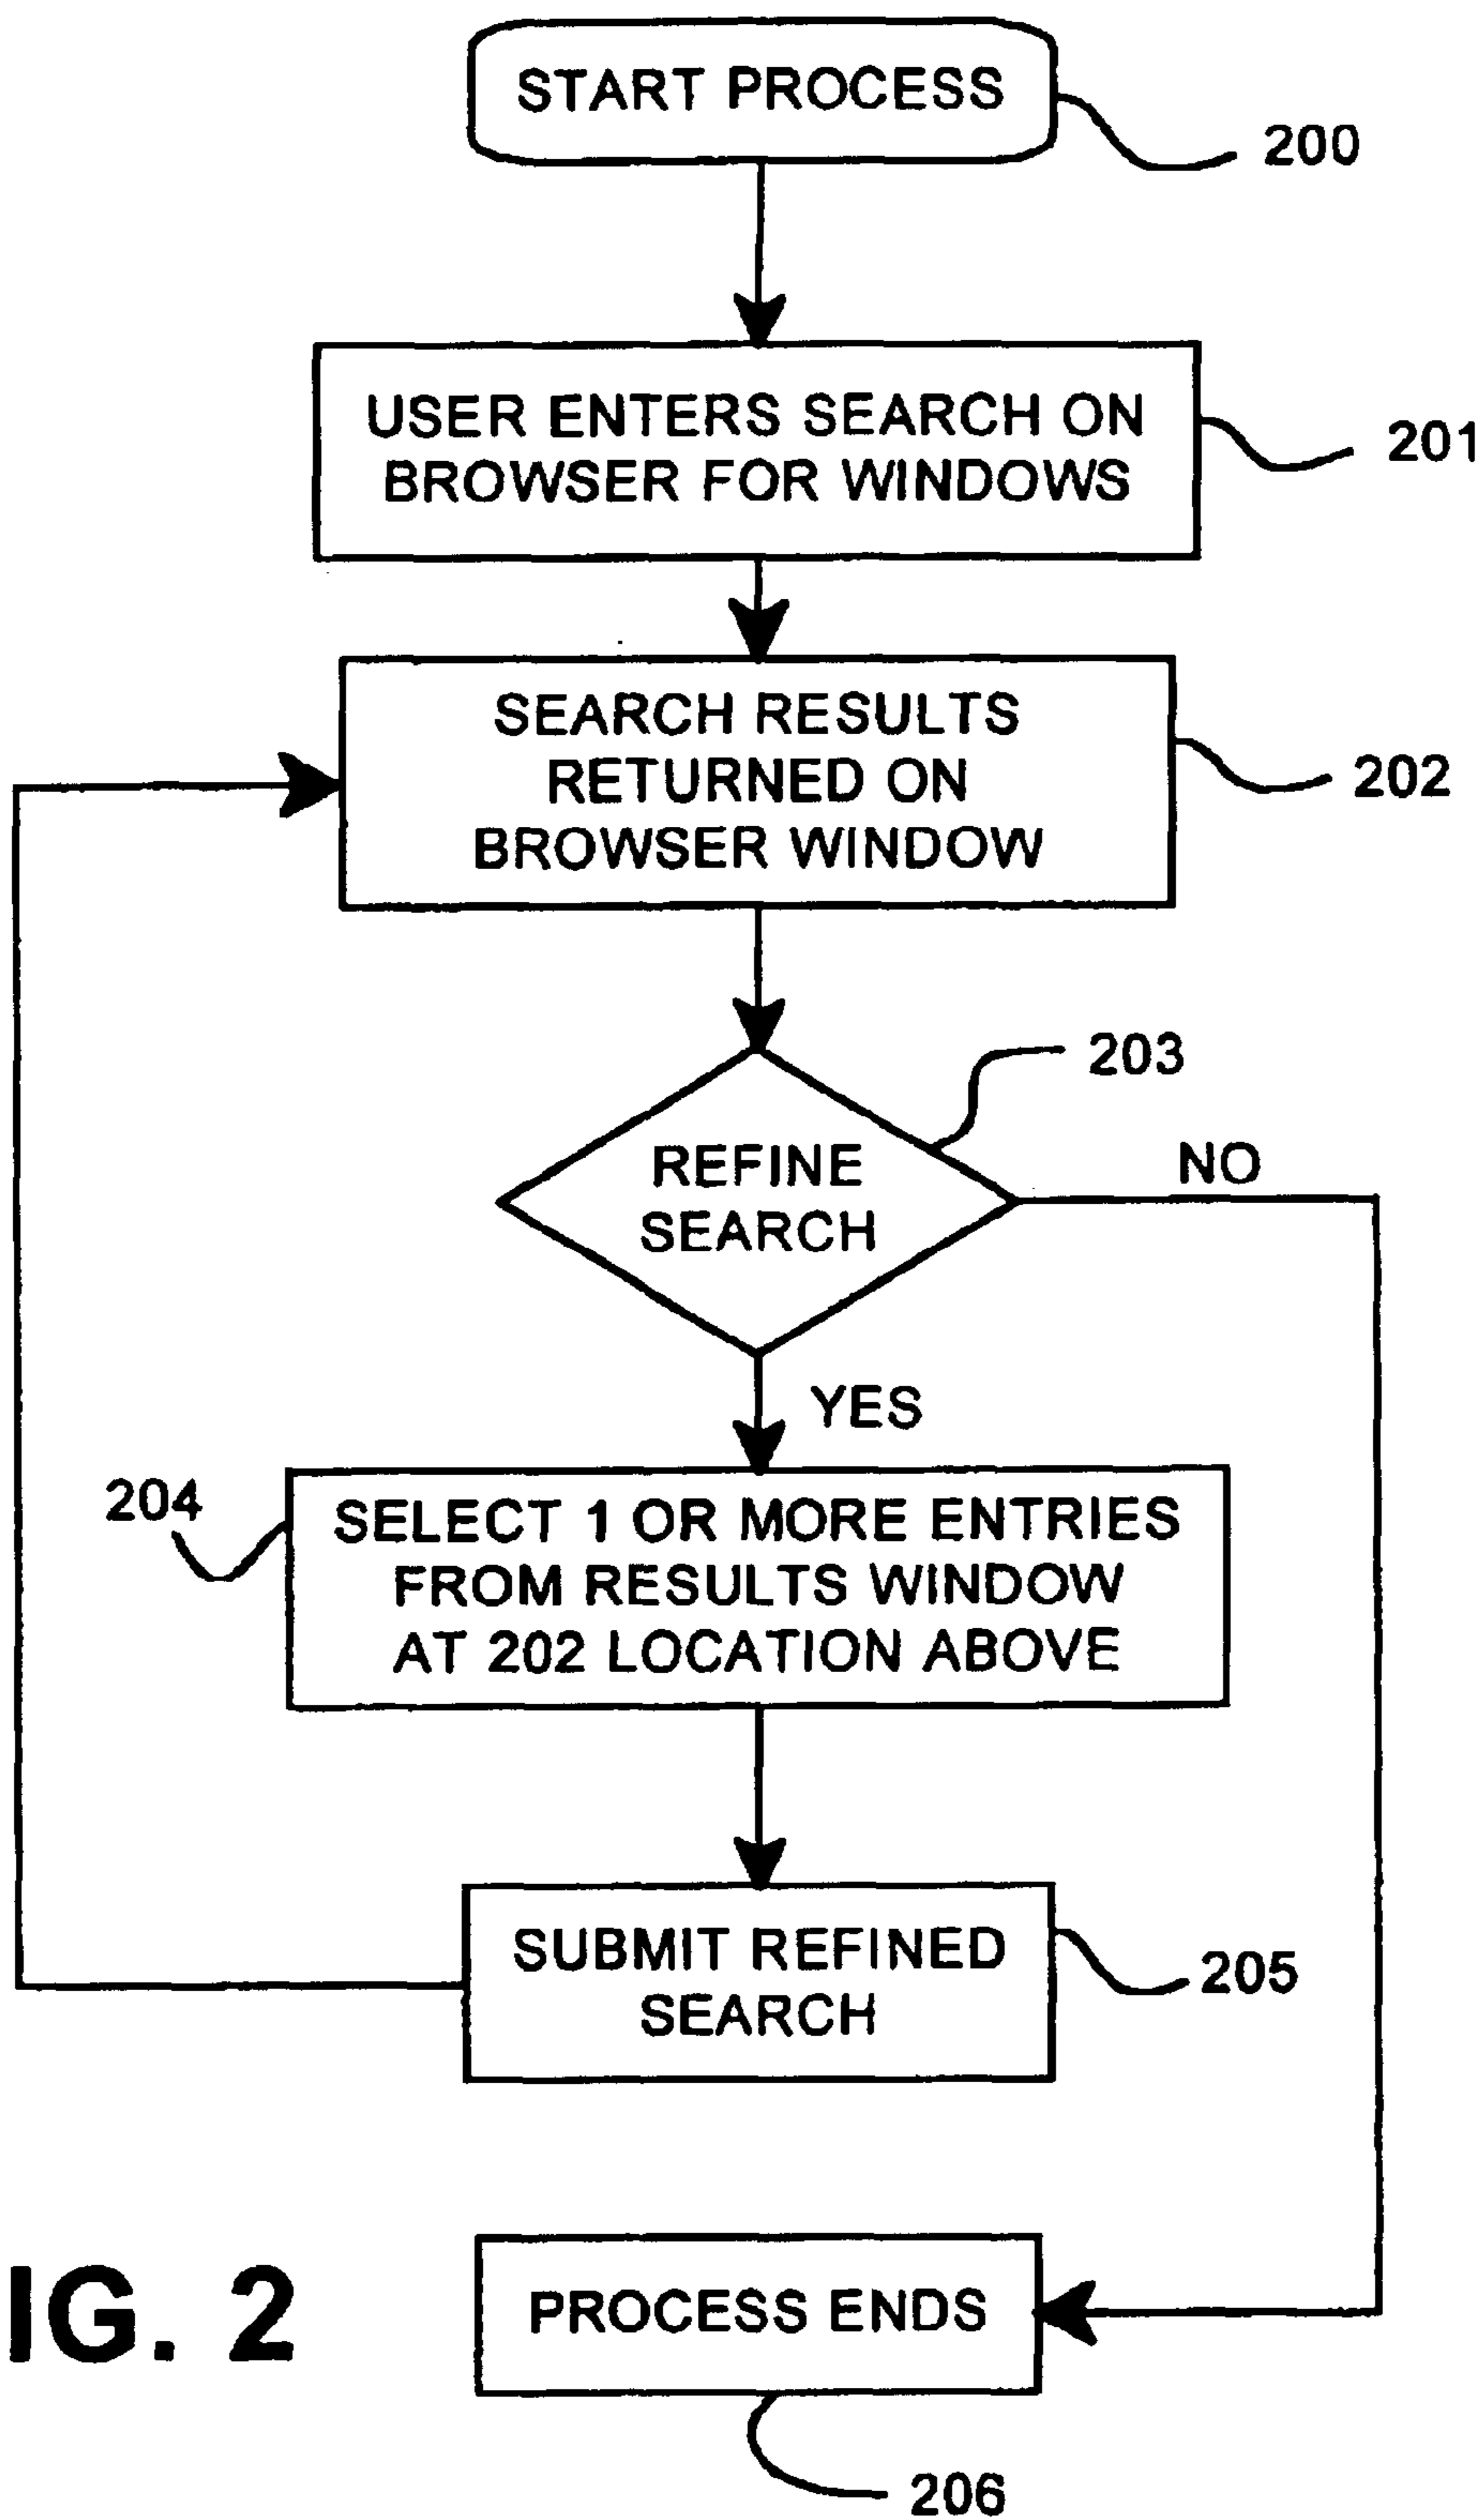 START PROCESS
200
USER ENTERS SEARCH ON
BROWSER FOR WINDOWS
201
SEARCH RESULTS
RETURNED ON
BROWSER WINDOW
202
203
REFINE
SEARCH
NO
YES
204
SELECT 1 OR MORE ENTRIES
FROM RESULTS WINDOW
AT 202 LOCATION ABOVE
SUBMIT REFINED
SEARCH
205
IG. 2
PROCESS ENDS
206